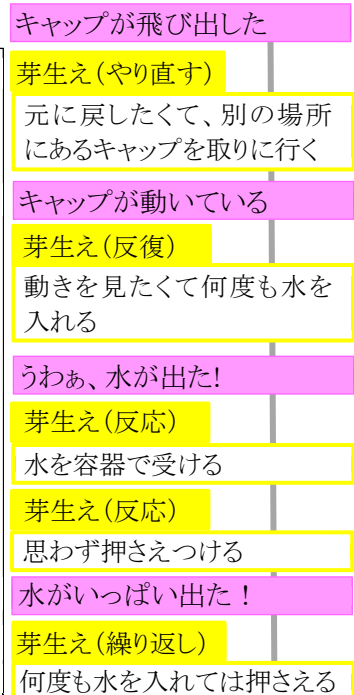 キャップが飛び出した
芽生え(やり直す)
元に戻したくて、別の場所
にあるキャップを取りに行く
キャップが動いている
芽生え(反復)
動きを見たくて何度も水を
入れる
うわぁ、水が出た!
芽生え(反応)
水を容器で受ける
芽生え(反応)
思わず押さえつける
水がいっぱい出た！
芽生え(繰り返し)
何度も水を入れては押さえる